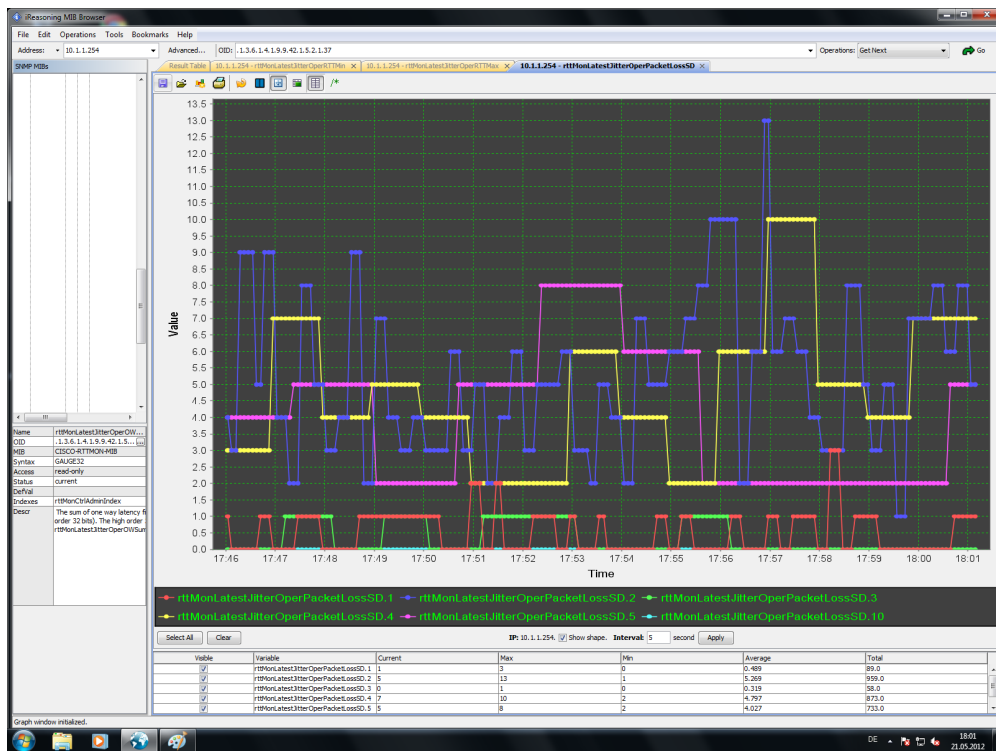 iReasoning MIB Browser
File Edit Operations Tools Bookmarks Help
Address: 10.1.1.254 Advanced... OID: .1.3.6.1.4.1.9.9.42.1.5.2.1.37 Operations: Get Next Go
SNMP MIBs
Result Table 10.1.1.254 - rttMonLatestJitterOperRTTMin 10.1.1.254 - rttMonLatestJitterOperRTTMax 10.1.1.254 - rttMonLatestJitterOperPacketLossSD
13.5
13.0
12.5
12.0
11.5
11.0
10.5
10.0
9.5
9.0
8.5
8.0
7.5
7.0
6.5
6.0
5.5
5.0
4.5
4.0
3.5
3.0
2.5
2.0
1.5
1.0
0.5
0.0
Value
17:46 17:47 17:48 17:49 17:50 17:51 17:52 17:53 17:54 17:55 17:56 17:57 17:58 17:59 18:00 18:01
Time
rttMonLatestJitterOperPacketLossSD.1 rttMonLatestJitterOperPacketLossSD.2 rttMonLatestJitterOperPacketLossSD.3
rttMonLatestJitterOperPacketLossSD.4 rttMonLatestJitterOperPacketLossSD.5 rttMonLatestJitterOperPacketLossSD.10
Name rttMonLatestJitterOperOW...
OID .1.3.6.1.4.1.9.9.42.1.5... ...
MIB CISCO-RTTMON-MIB
Syntax GAUGE32
Access read-only
Status current
DefVal
Indexes rttMonCtrlAdminIndex
Descr The sum of one way latency fi
order 32 bits). The high order
rttMonLatestJitterOperOWSum
Select All Clear IP: 10.1.1.254. Show shape. Interval: 5 second Apply
Visible Variable Current Max Min Average Total
rttMonLatestJitterOperPacketLossSD.1 1 3 0 0.489 89.0
rttMonLatestJitterOperPacketLossSD.2 5 13 1 5.269 959.0
rttMonLatestJitterOperPacketLossSD.3 0 1 0 0.319 58.0
rttMonLatestJitterOperPacketLossSD.4 7 10 2 4.797 873.0
rttMonLatestJitterOperPacketLossSD.5 5 8 2 4.027 733.0
Graph window initialized.
DE 18:01
21.05.2012